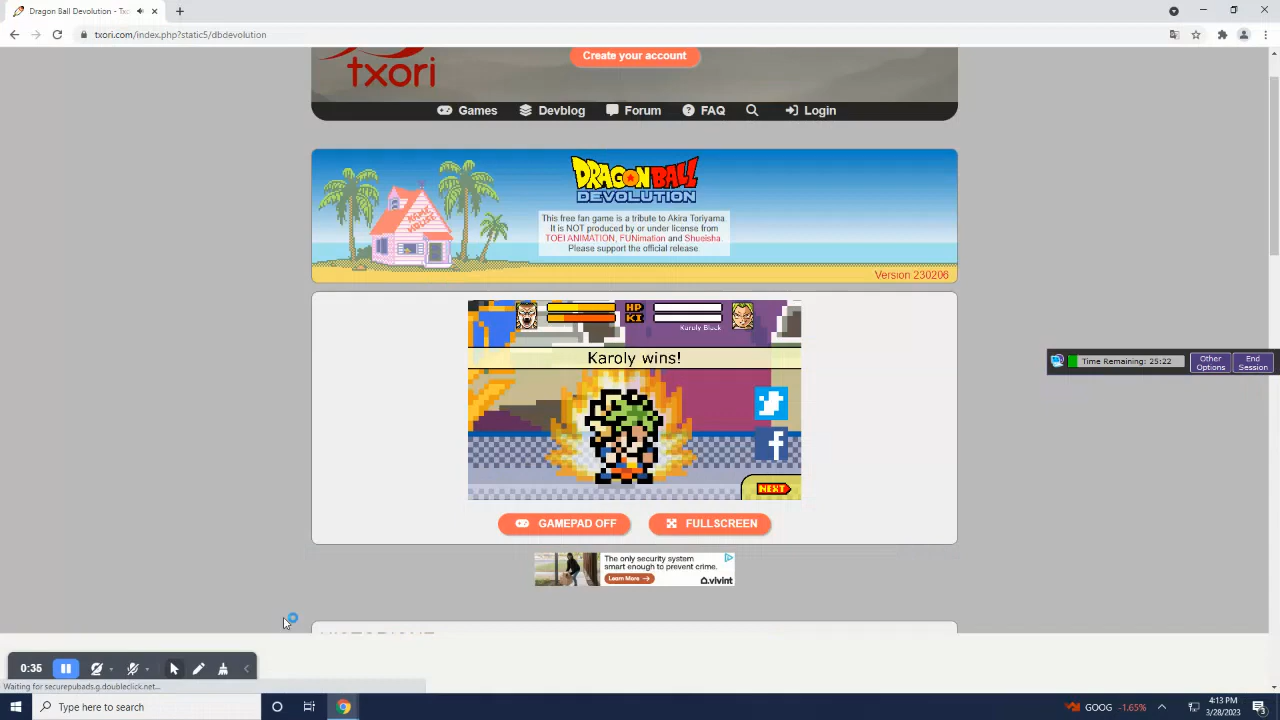 Dragon Ball Devolution - Txo
txori.com/index.php?static5/dbdevolution
txori
Create your account
Games
Devblog
Forum
FAQ
Login
DRAGON BALL
DEVOLUTION
This free fan game is a tribute to Akira Toriyama.
It is NOT produced by or under license from
TOEI ANIMATION, FUNimation and Shueisha.
Please support the official release
Version 230206
HP
KI
Karoly Black
Karoly wins!
NEXT
GAMEPAD OFF
FULLSCREEN
The only security system
smart enough to prevent crime.
Learn More →
vivint
Time Remaining: 25:22
Other
Options
End
Session
0:35
Waiting for securepubads.g.doubleclick.net...
Type here to search
GOOG -1.65%
4:13 PM
3/28/2023